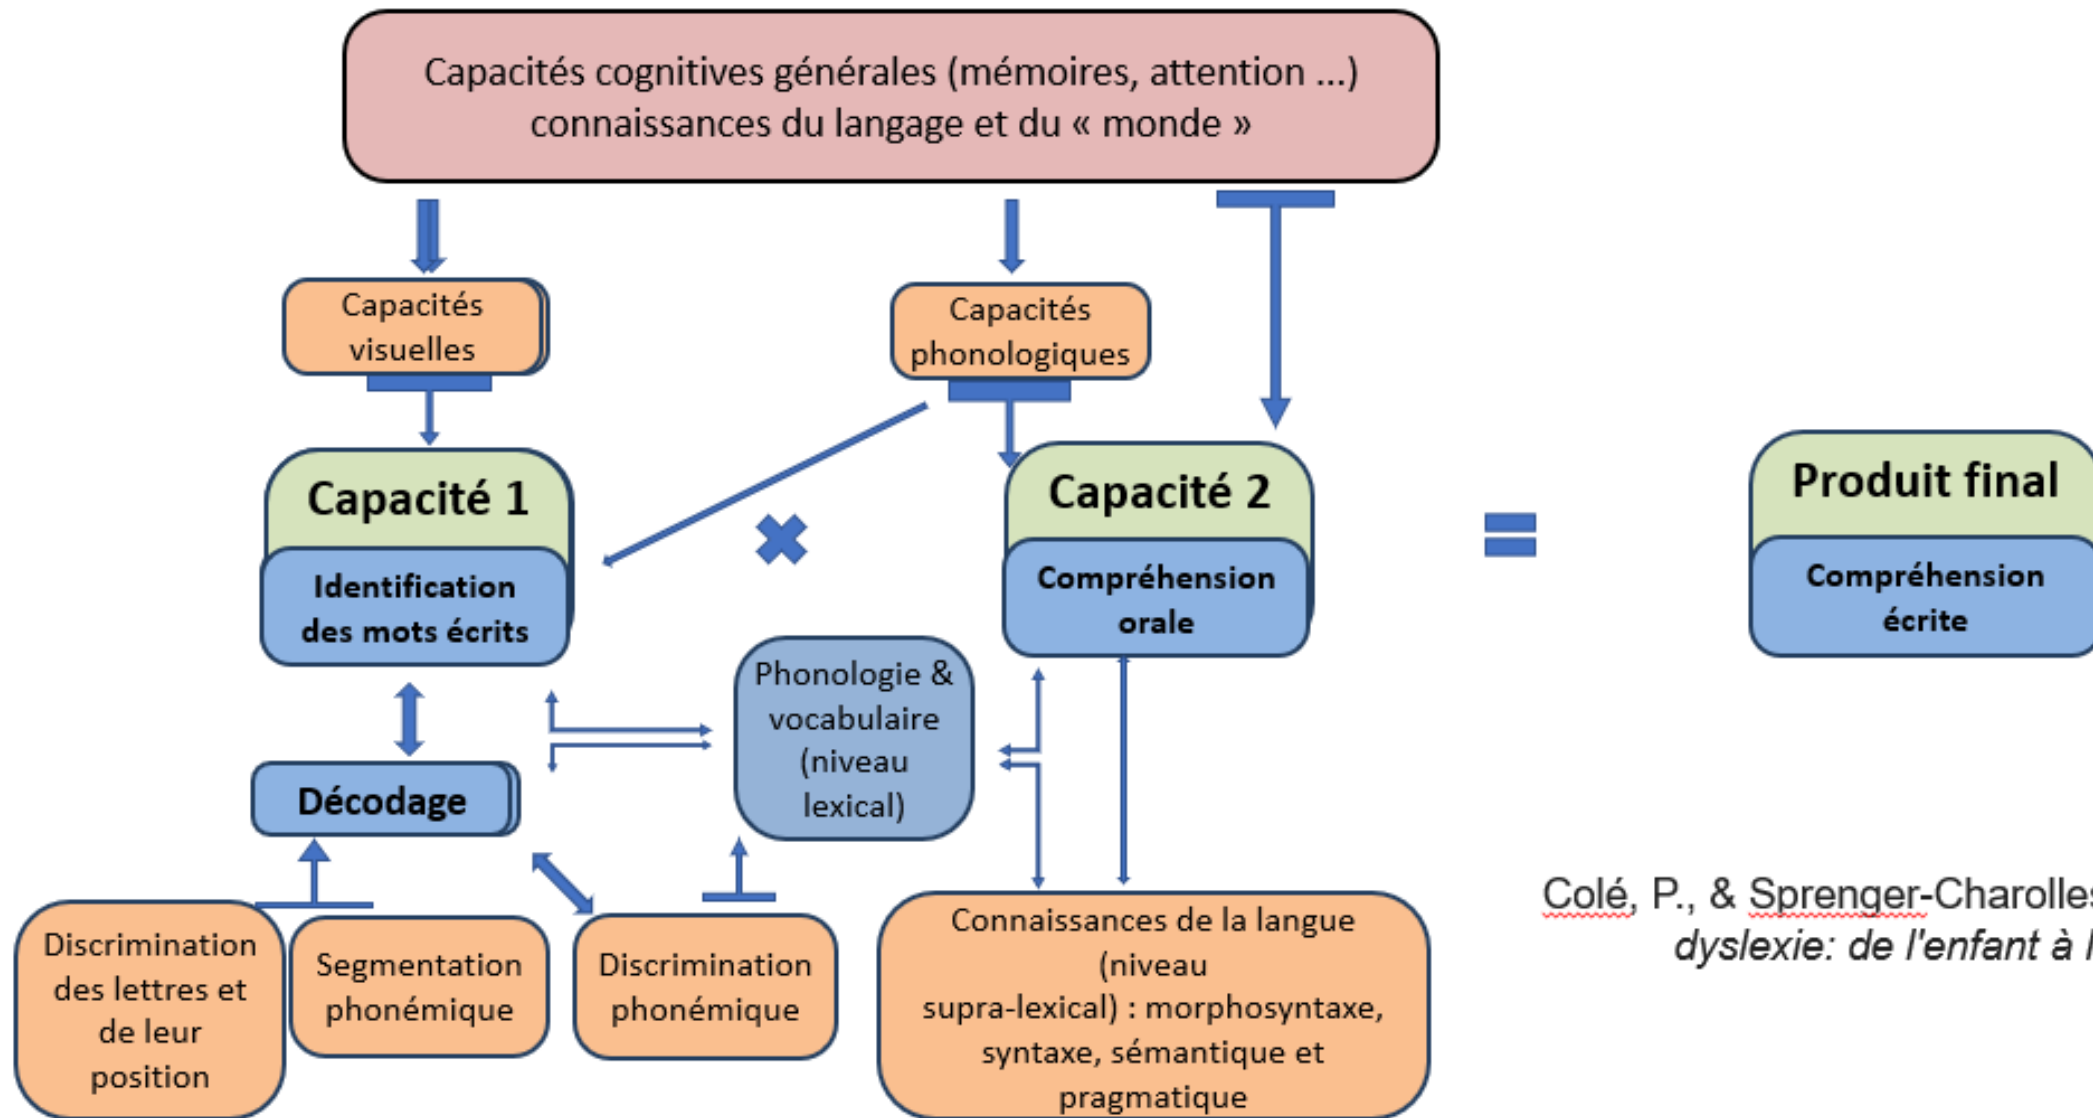 Capacités cognitives générales (mémoires, attention ...)
connaissances du langage et du « monde »
Capacités
visuelles
Capacités
phonologiques
Capacité 1
Identification
des mots écrits
Capacité 2
Compréhension
orale
Produit final
Compréhension
écrite
Phonologie &
vocabulaire
(niveau
lexical)
Décodage
Discrimination
des lettres et
de leur
position
Segmentation
phonémique
Discrimination
phonémique
Connaissances de la langue
(niveau
supra-lexical) : morphosyntaxe,
syntaxe, sémantique et
pragmatique
Colé, P., & Sprenger-Charolles
dyslexie: de l'enfant à